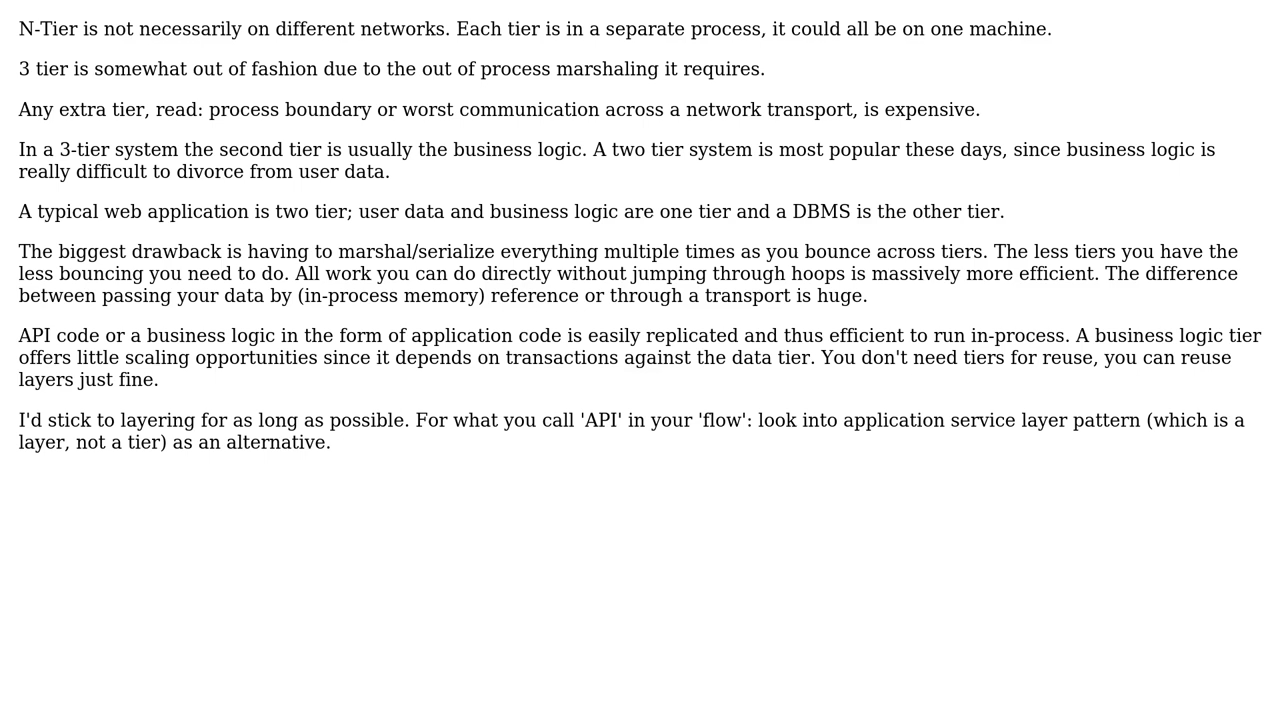 N-Tier is not necessarily on different networks. Each tier is in a separate process, it could all be on one machine.
3 tier is somewhat out of fashion due to the out of process marshaling it requires.
Any extra tier, read: process boundary or worst communication across a network transport, is expensive.
In a 3-tier system the second tier is usually the business logic. A two tier system is most popular these days, since business logic is
really difficult to divorce from user data.
A typical web application is two tier; user data and business logic are one tier and a DBMS is the other tier.
The biggest drawback is having to marshal/serialize everything multiple times as you bounce across tiers. The less tiers you have the
less bouncing you need to do. All work you can do directly without jumping through hoops is massively more efficient. The difference
between passing your data by (in-process memory) reference or through a transport is huge.
API code or a business logic in the form of application code is easily replicated and thus efficient to run in-process. A business logic tier
offers little scaling opportunities since it depends on transactions against the data tier. You don't need tiers for reuse, you can reuse
layers just fine.
I'd stick to layering for as long as possible. For what you call 'API' in your 'flow': look into application service layer pattern (which is a
layer, not a tier) as an alternative.